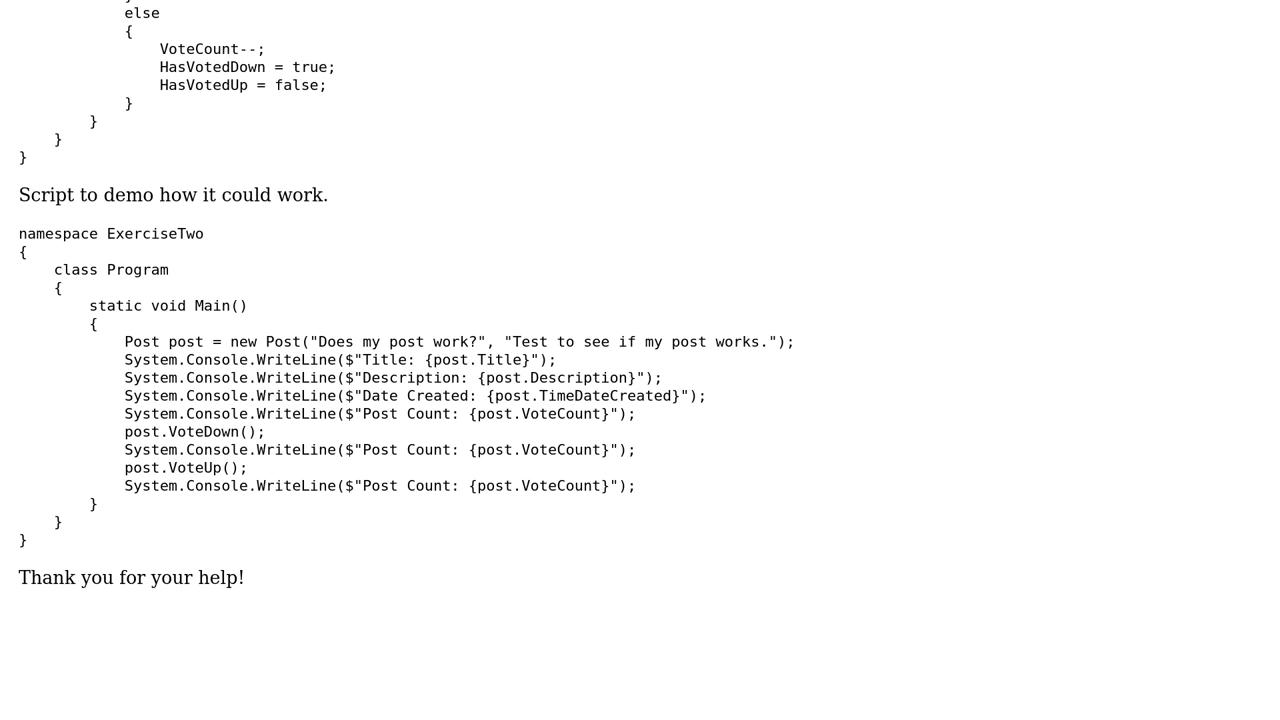 else
{
VoteCount--;
HasVotedDown = true;
HasVotedUp = false;
}
}
}
}
Script to demo how it could work.
namespace ExerciseTwo
{
class Program
{
static void Main()
{
Post post = new Post("Does my post work?", "Test to see if my post works.");
System.Console.WriteLine($"Title: {post.Title}");
System.Console.WriteLine($"Description: {post.Description}");
System.Console.WriteLine($"Date Created: {post.TimeDateCreated}");
System.Console.WriteLine($"Post Count: {post.VoteCount}");
post.VoteDown();
System.Console.WriteLine($"Post Count: {post.VoteCount}");
post.VoteUp();
System.Console.WriteLine($"Post Count: {post.VoteCount}");
}
}
}
Thank you for your help!